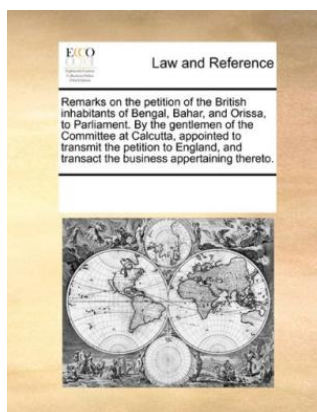 ECCO
Law and Reference
Remarks on the petition of the British
inhabitants of Bengal, Bahar, and Orissa,
to Parliament. By the gentlemen of the
Committee at Calcutta, appointed to
transmit the petition to England, and
transact the business appertaining thereto.